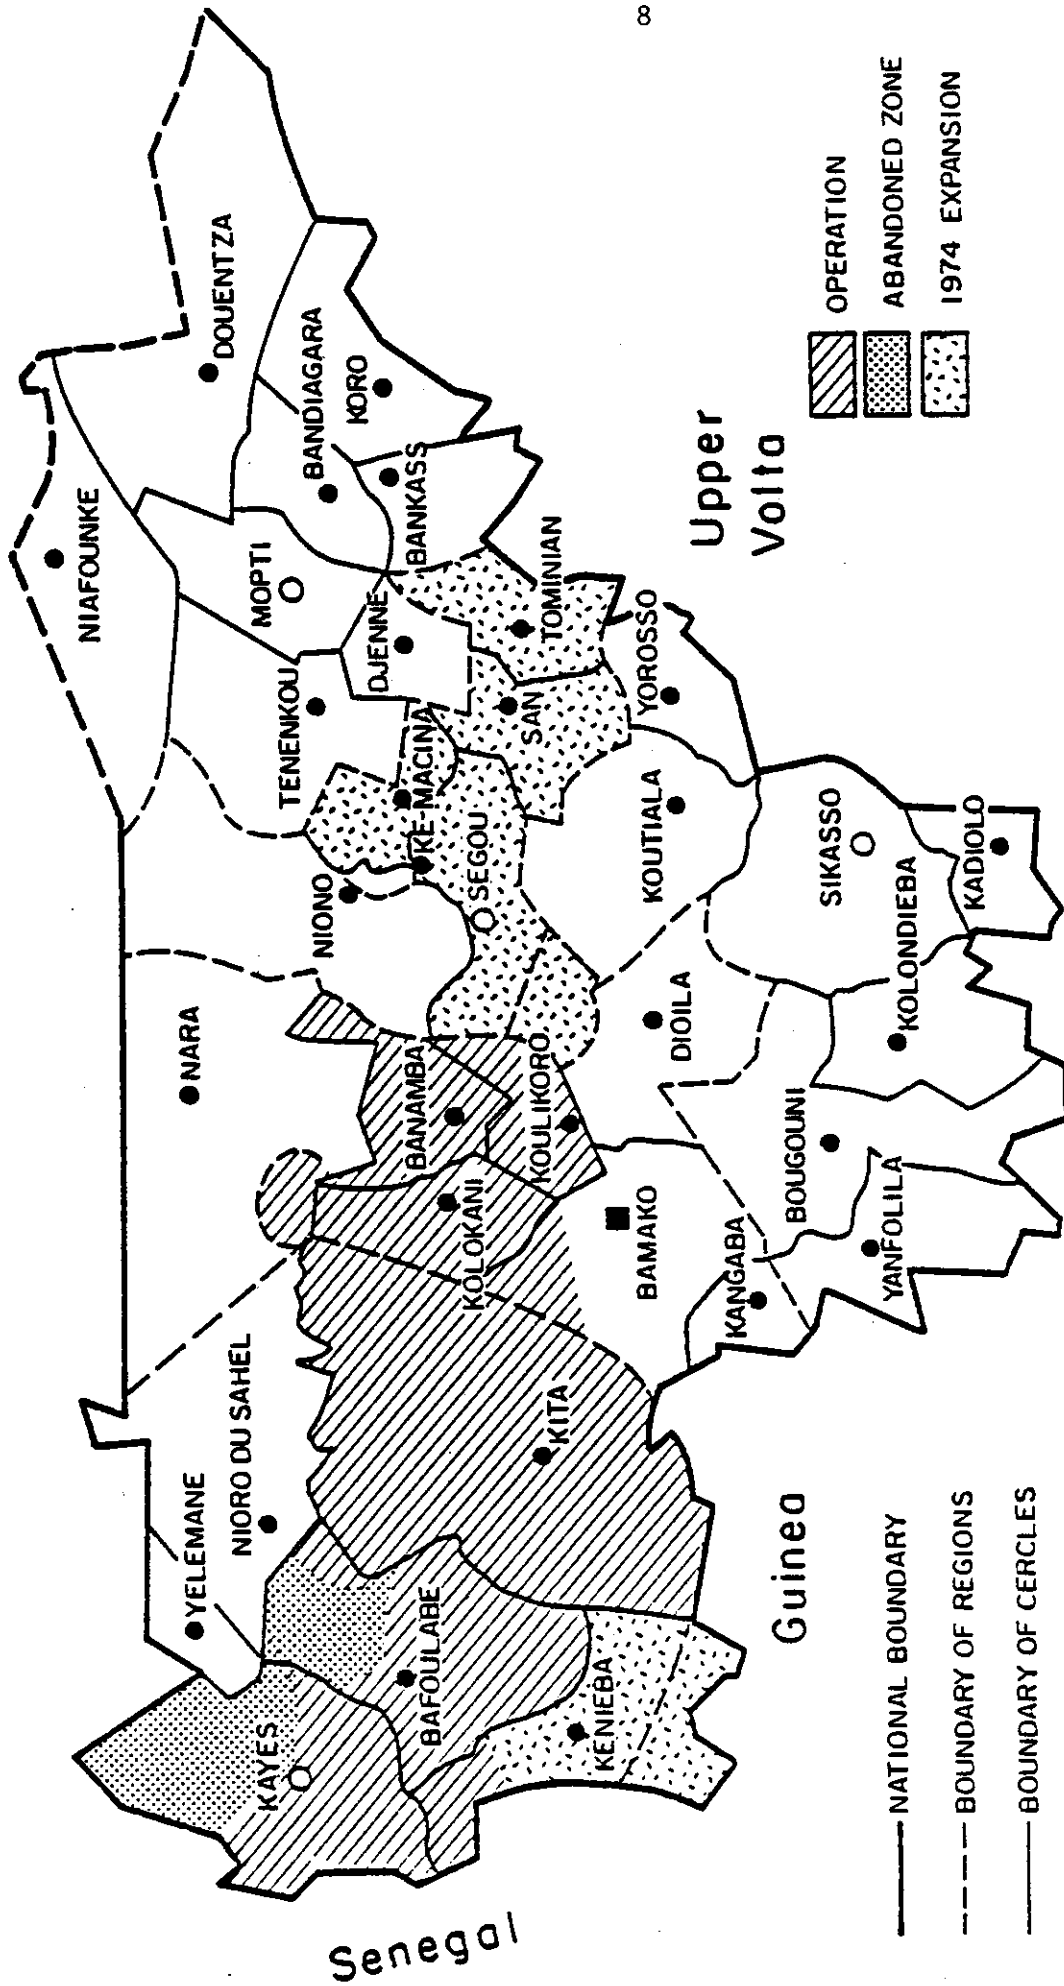 8
NIAFOUNKE
DOUENTZA
MOPTI
BANDIAGARA
KORO
BANKASS
TENENKOU
DJENNE
TOMINIAN
NARA
NIONO
KE-MACINA
SEGOU
SAN
YOROSSO
Upper
Volta
YELEMANE
NIORO DU SAHEL
BANAMBA
KOLOKANI
KOULIKORO
DIOILA
KOUTIALA
SIKASSO
KADIOLO
KOLONDIEBA
KAYES
BAFOULABE
KITA
BAMAKO
KANGABA
BOUGOUNI
YANFOLILA
KENIEBA
Senegal
Guinea
OPERATION
ABANDONED ZONE
1974 EXPANSION
NATIONAL BOUNDARY
BOUNDARY OF REGIONS
BOUNDARY OF CERCLES